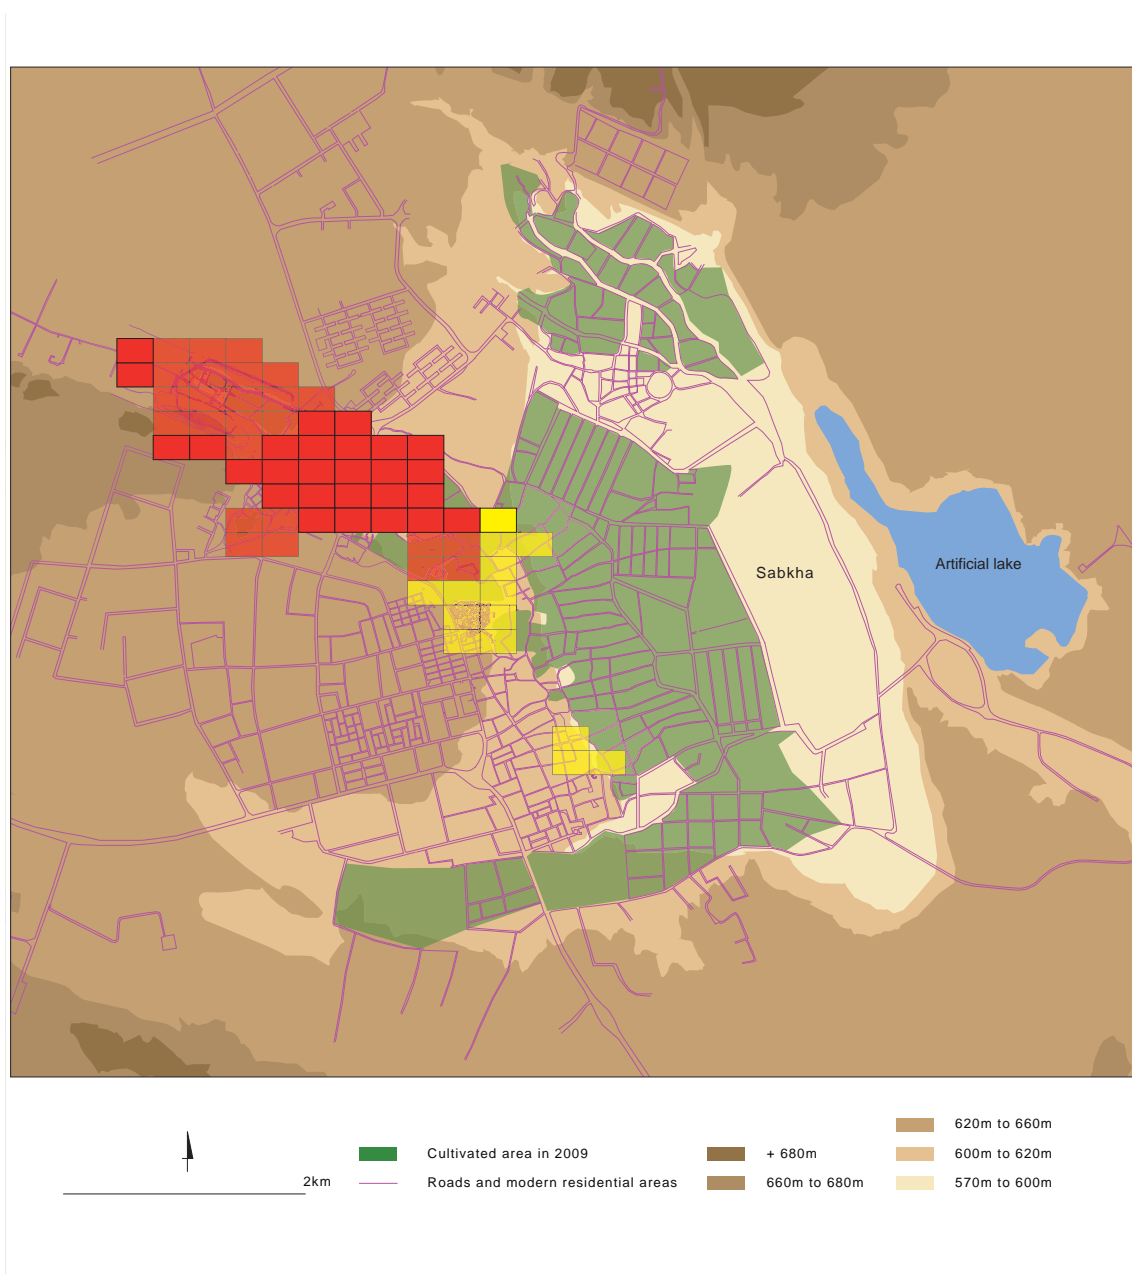 Artificial lake
Sabkha
620m to 660m
Cultivated area in 2009
+ 680m
600m to 620m
2km
Roads and modern residential areas
660m to 680m
570m to 600m